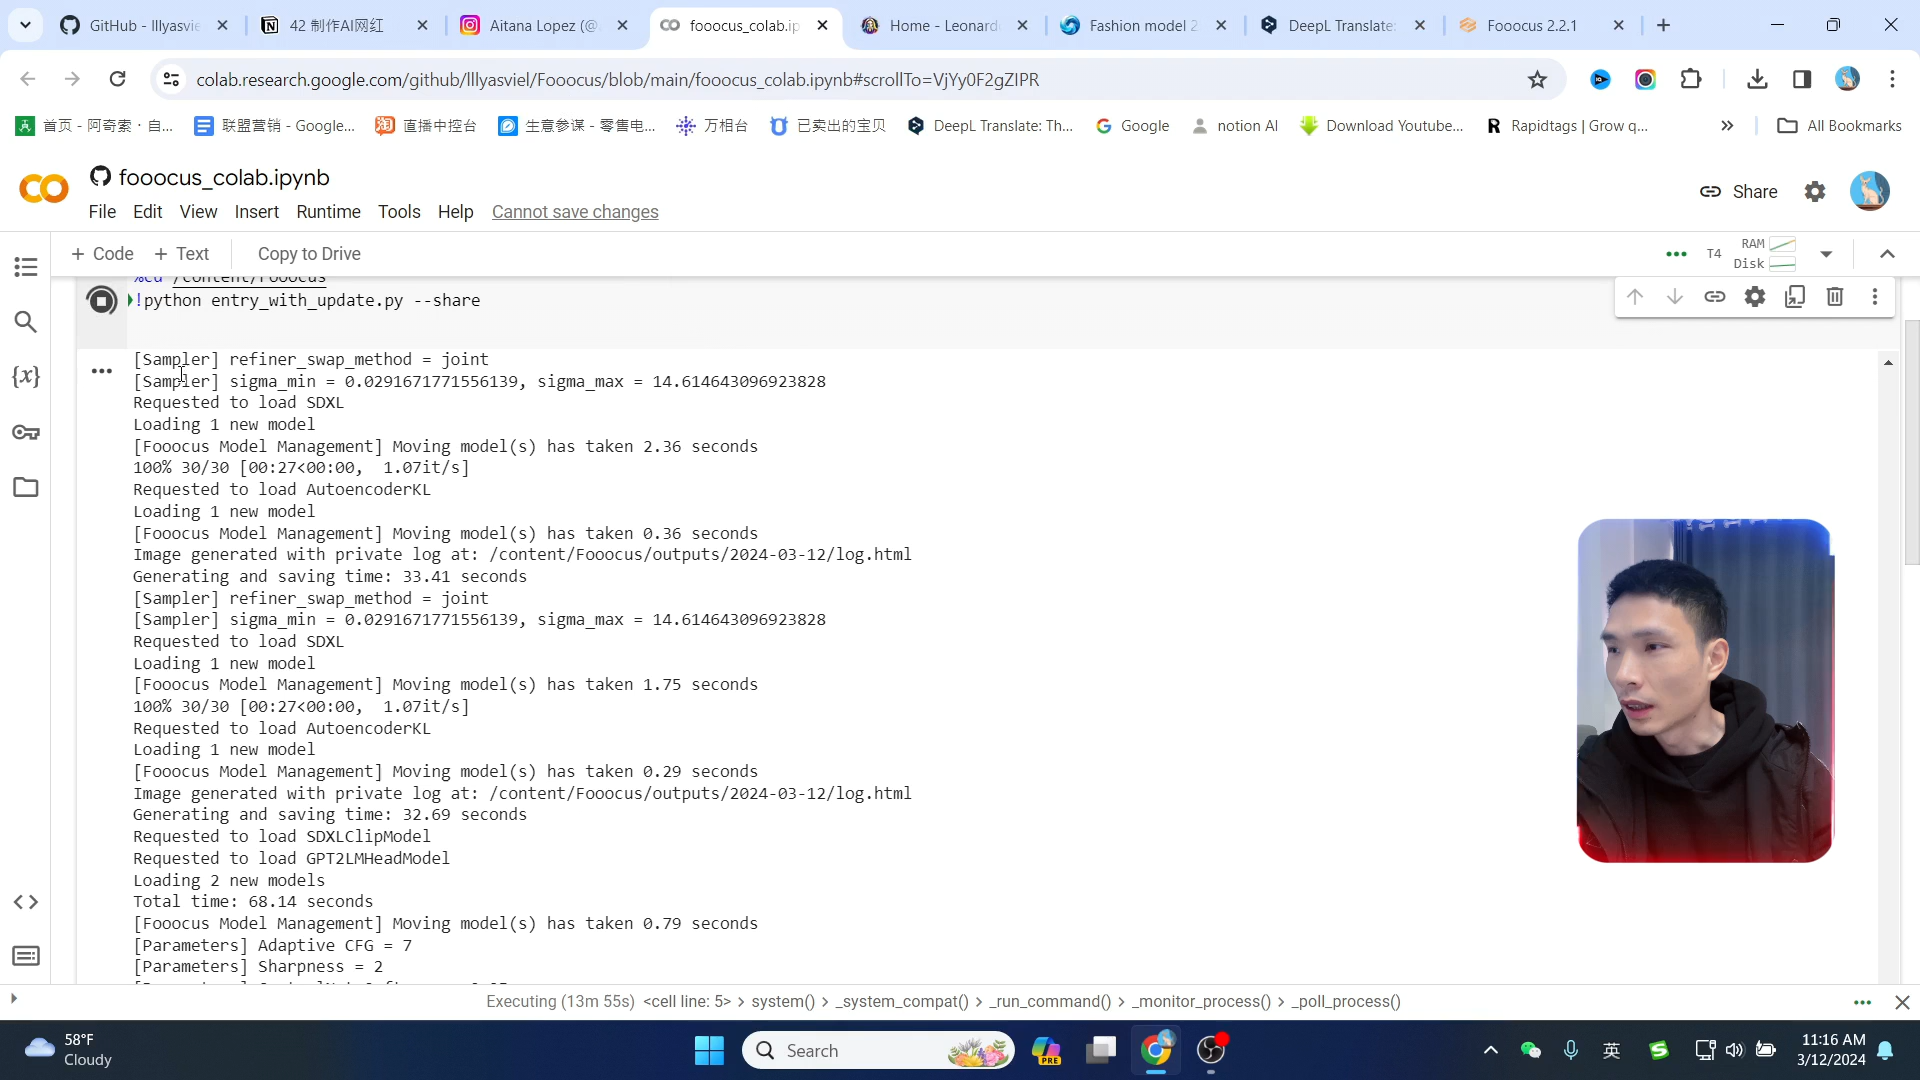 GitHub - lllyasvie
42 制作AI网红
Aitana Lopez (@
fooocus_colab.ip
Home - Leonard
Fashion model 2
DeepL Translate:
Fooocus 2.2.1
colab.research.google.com/github/lllyasviel/Fooocus/blob/main/fooocus_colab.ipynb#scrollTo=VjYy0F2gZIPR
首页 - 阿奇索 · 自...
联盟营销 - Google...
直播中控台
生意参谋 - 零售电...
万相台
已卖出的宝贝
DeepL Translate: Th...
Google
notion AI
Download Youtube...
Rapidtags | Grow q...
All Bookmarks
fooocus_colab.ipynb
File Edit View Insert Runtime Tools Help Cannot save changes
Share
+ Code + Text Copy to Drive
T4
RAM
Disk
%cd /content/Fooocus
!python entry_with_update.py --share
[Sampler] refiner_swap_method = joint
[Sampler] sigma_min = 0.0291671771556139, sigma_max = 14.614643096923828
Requested to load SDXL
Loading 1 new model
[Fooocus Model Management] Moving model(s) has taken 2.36 seconds
100% 30/30 [00:27<00:00, 1.07it/s]
Requested to load AutoencoderKL
Loading 1 new model
[Fooocus Model Management] Moving model(s) has taken 0.36 seconds
Image generated with private log at: /content/Fooocus/outputs/2024-03-12/log.html
Generating and saving time: 33.41 seconds
[Sampler] refiner_swap_method = joint
[Sampler] sigma_min = 0.0291671771556139, sigma_max = 14.614643096923828
Requested to load SDXL
Loading 1 new model
[Fooocus Model Management] Moving model(s) has taken 1.75 seconds
100% 30/30 [00:27<00:00, 1.07it/s]
Requested to load AutoencoderKL
Loading 1 new model
[Fooocus Model Management] Moving model(s) has taken 0.29 seconds
Image generated with private log at: /content/Fooocus/outputs/2024-03-12/log.html
Generating and saving time: 32.69 seconds
Requested to load SDXLClipModel
Requested to load GPT2LMHeadModel
Loading 2 new models
Total time: 68.14 seconds
[Fooocus Model Management] Moving model(s) has taken 0.79 seconds
[Parameters] Adaptive CFG = 7
[Parameters] Sharpness = 2
Executing (13m 55s) <cell line: 5> > system() > _system_compat() > _run_command() > _monitor_process() > _poll_process()
58°F
Cloudy
Search
PRE
英
11:16 AM
3/12/2024